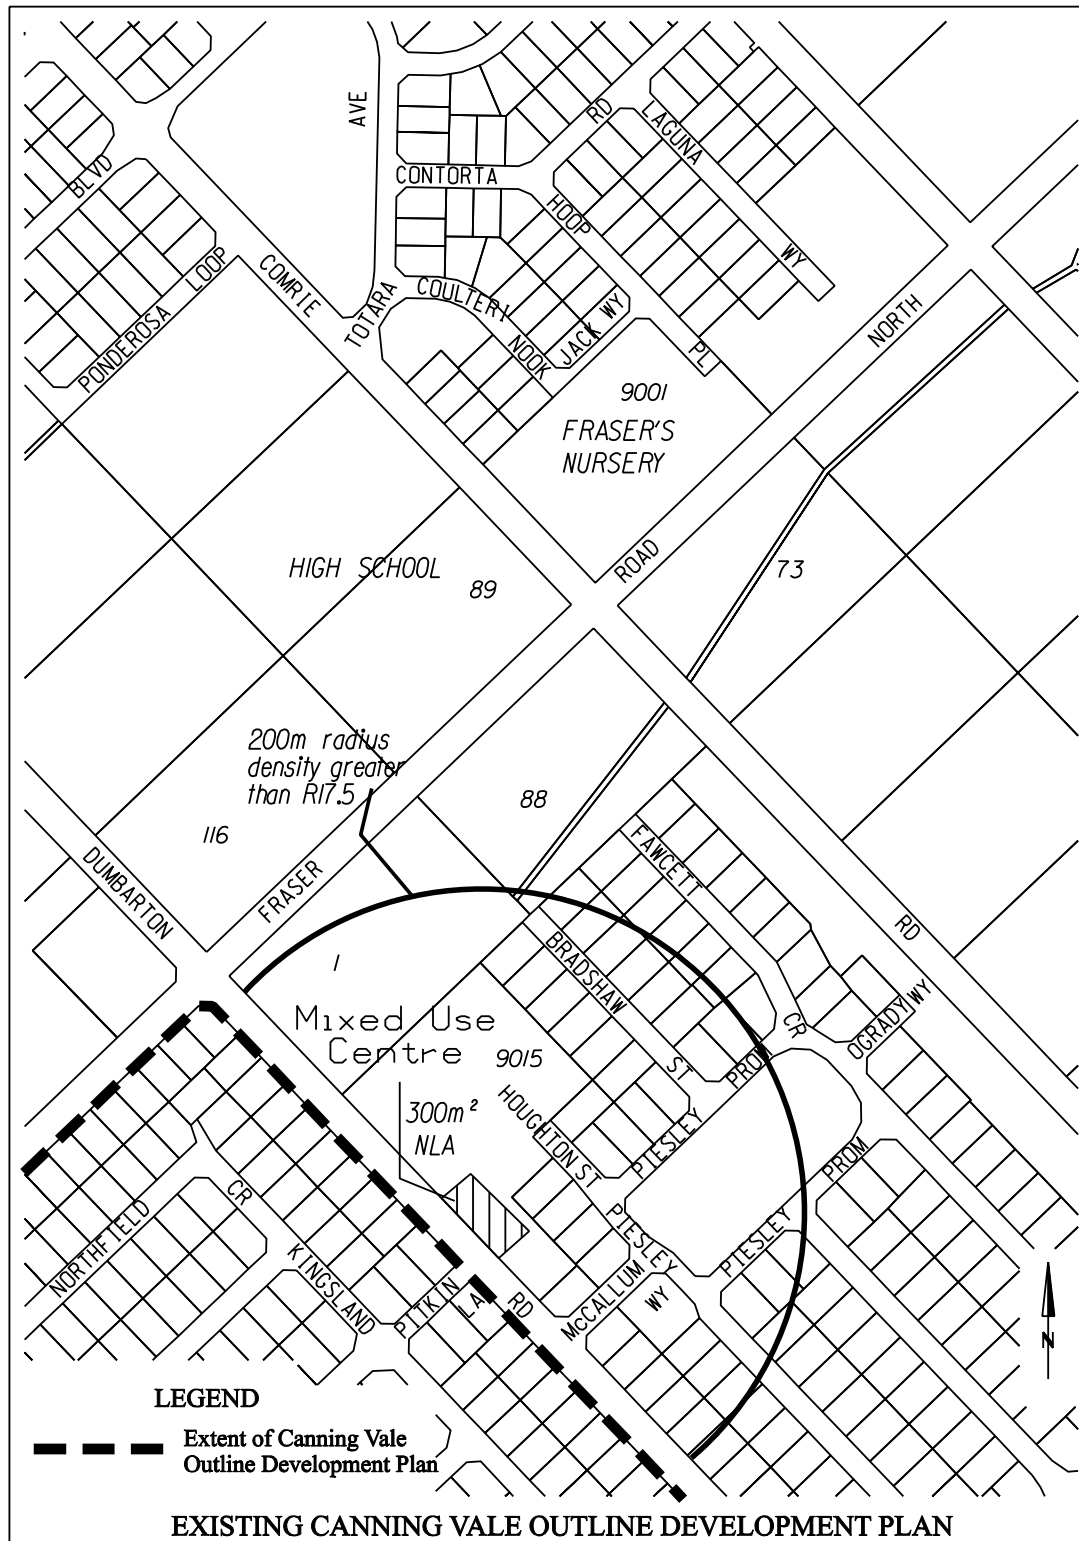 AVE
RD
LAGUNA
WY
BLVD
CONTORTA
HOOP
PL
PONDEROSA LOOP
COMRIE
TOTARA
COULTERI
NOOK
JACK WY
NORTH
9001
FRASER'S
NURSERY
ROAD
73
HIGH SCHOOL
89
200m radius
density greater
than R17.5
88
116
DUMBARTON
FRASER
FAWCETT
CR
RD
1
BRADSHAW
ST
OGRADY WY
PROM
Mixed Use
Centre
9015
300m²
NLA
HOUGHTON ST
PIESLEY
PROM
PIESLEY
PIESLEY
NORTHFIELD
CR
KINGSLAND
PITKIN
LA
RD
McCALLUM
WY
N
LEGEND
Extent of Canning Vale
Outline Development Plan
EXISTING CANNING VALE OUTLINE DEVELOPMENT PLAN